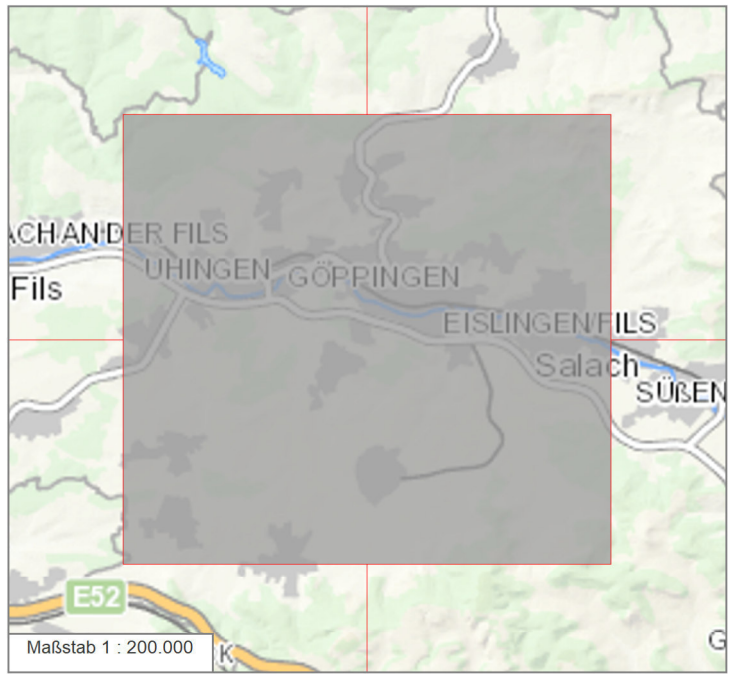 ACH AN DER FILS
UHINGEN
GÖPPINGEN
Fils
EISLINGEN/FILS
Salach
SÜßEN
E52
G
Maßstab 1 : 200.000
K